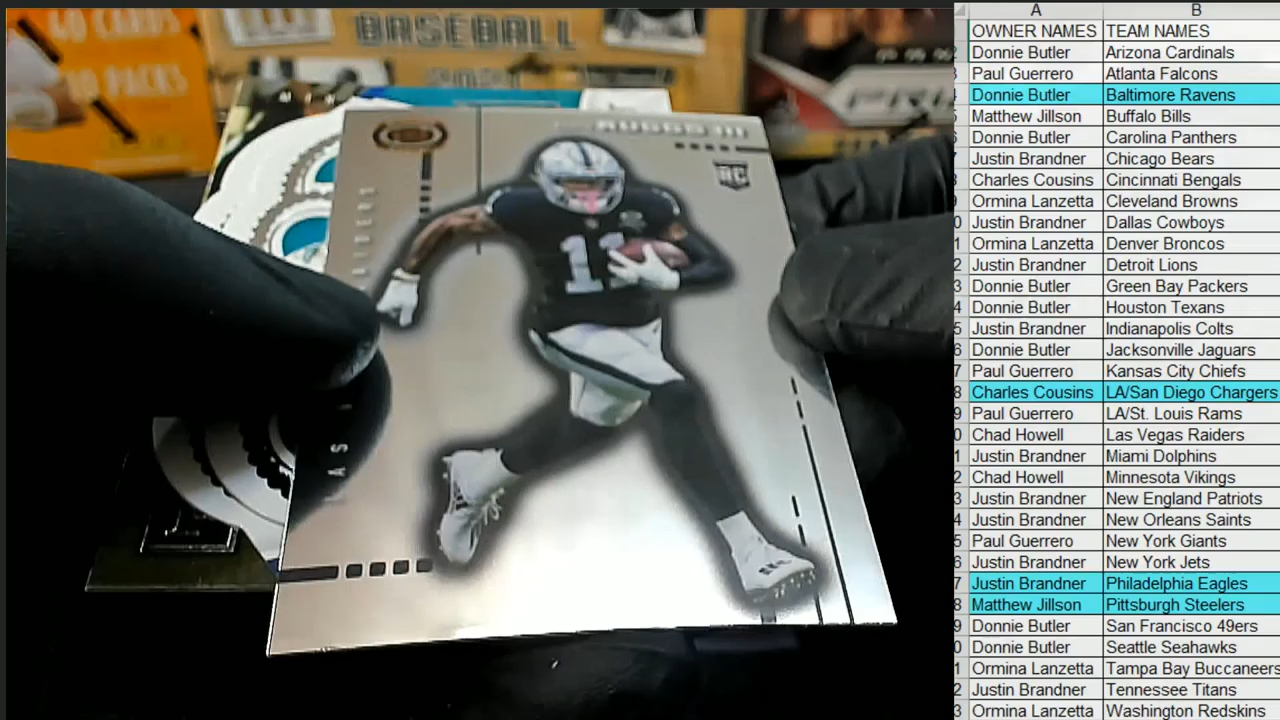 40 CARDS
10 PACKS
BASEBALL
RUGGS III
RC
11
A B
OWNER NAMES TEAM NAMES
Donnie Butler Arizona Cardinals
Paul Guerrero Atlanta Falcons
Donnie Butler Baltimore Ravens
Matthew Jillson Buffalo Bills
Donnie Butler Carolina Panthers
Justin Brandner Chicago Bears
Charles Cousins Cincinnati Bengals
Ormina Lanzetta Cleveland Browns
Justin Brandner Dallas Cowboys
Ormina Lanzetta Denver Broncos
Justin Brandner Detroit Lions
Donnie Butler Green Bay Packers
Donnie Butler Houston Texans
Justin Brandner Indianapolis Colts
Donnie Butler Jacksonville Jaguars
Paul Guerrero Kansas City Chiefs
Charles Cousins LA/San Diego Chargers
Paul Guerrero LA/St. Louis Rams
Chad Howell Las Vegas Raiders
Justin Brandner Miami Dolphins
Chad Howell Minnesota Vikings
Justin Brandner New England Patriots
Justin Brandner New Orleans Saints
Paul Guerrero New York Giants
Justin Brandner New York Jets
Justin Brandner Philadelphia Eagles
Matthew Jillson Pittsburgh Steelers
Donnie Butler San Francisco 49ers
Donnie Butler Seattle Seahawks
Ormina Lanzetta Tampa Bay Buccaneers
Justin Brandner Tennessee Titans
Ormina Lanzetta Washington Redskins